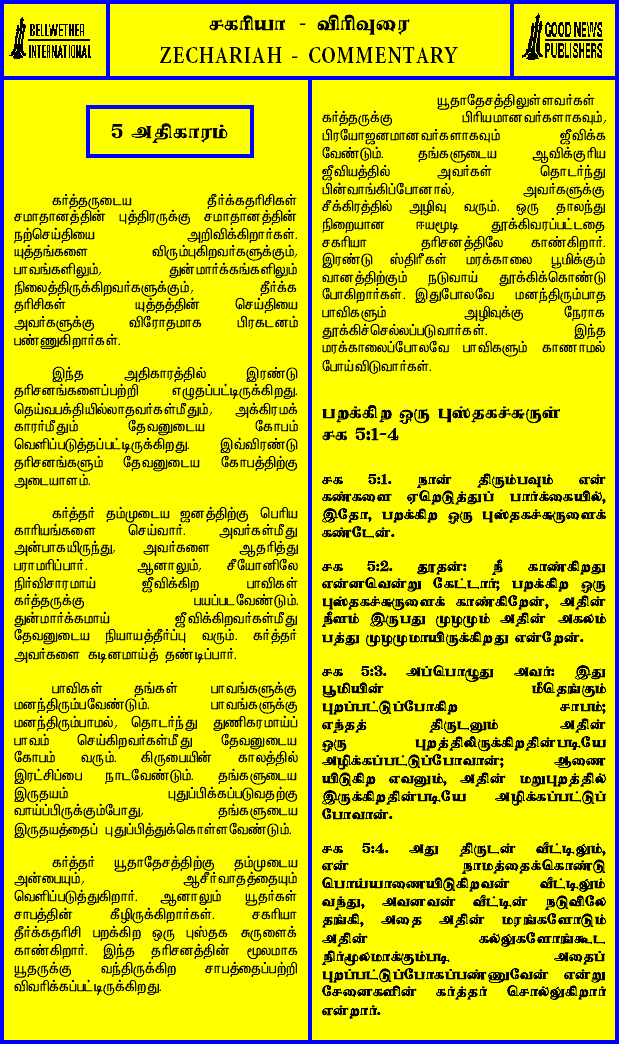 BELLWETHER
INTERNATIONAL
சகரியா - விரிவுரை
ZECHARIAH - COMMENTARY
GOOD NEWS
PUBLISHERS
5 அதிகாரம்
கர்த்தருடைய தீர்க்கதரிசிகள்
சமாதானத்தின் புத்திரருக்கு சமாதானத்தின்
நற்செய்தியை அறிவிக்கிறார்கள்.
யுத்தங்களை விரும்புகிறவர்களுக்கும்,
பாவங்களிலும், துன்மார்க்கங்களிலும்
நிலைத்திருக்கிறவர்களுக்கும், தீர்க்க
தரிசிகள் யுத்தத்தின் செய்தியை
அவர்களுக்கு விரோதமாக பிரகடனம்
பண்ணுகிறார்கள்.
இந்த அதிகாரத்தில் இரண்டு
தரிசனங்களைப்பற்றி எழுதப்பட்டிருக்கிறது.
தெய்வபக்தியில்லாதவர்கள்மீதும், அக்கிரமக்
காரர்மீதும் தேவனுடைய கோபம்
வெளிப்படுத்தப்பட்டிருக்கிறது. இவ்விரண்டு
தரிசனங்களும் தேவனுடைய கோபத்திற்கு
அடையாளம்.
கர்த்தர் தம்முடைய ஜனத்திற்கு பெரிய
காரியங்களை செய்வார். அவர்கள்மீது
அன்பாகயிருந்து, அவர்களை ஆதரித்து
பராமரிப்பார். ஆனாலும், சீயோனிலே
நிர்விசாரமாய் ஜீவிக்கிற பாவிகள்
கர்த்தருக்கு பயப்படவேண்டும்.
துன்மார்க்கமாய் ஜீவிக்கிறவர்கள்மீது
தேவனுடைய நியாயத்தீர்ப்பு வரும். கர்த்தர்
அவர்களை கடினமாய்த் தண்டிப்பார்.
பாவிகள் தங்கள் பாவங்களுக்கு
மனந்திரும்பவேண்டும். பாவங்களுக்கு
மனந்திரும்பாமல், தொடர்ந்து துணிகரமாய்ப்
பாவம் செய்கிறவர்கள்மீது தேவனுடைய
கோபம் வரும். கிருபையின் காலத்தில்
இரட்சிப்பை நாடவேண்டும். தங்களுடைய
இருதயம் புதுப்பிக்கப்படுவதற்கு
வாய்ப்பிருக்கும்போது, தங்களுடைய
இருதயத்தைப் புதுப்பித்துக்கொள்ளவேண்டும்.
கர்த்தர் யூதாதேசத்திற்கு தம்முடைய
அன்பையும், ஆசீர்வாதத்தையும்
வெளிப்படுத்துகிறார். ஆனாலும் யூதர்கள்
சாபத்தின் கீழிருக்கிறார்கள். சகரியா
தீர்க்கதரிசி பறக்கிற ஒரு புஸ்தக சுருளைக்
காண்கிறார். இந்த தரிசனத்தின் மூலமாக
யூதருக்கு வந்திருக்கிற சாபத்தைப்பற்றி
விவரிக்கப்பட்டிருக்கிறது.
யூதாதேசத்திலுள்ளவர்கள்
கர்த்தருக்கு பிரியமானவர்களாகவும்,
பிரயோஜனமானவர்களாகவும் ஜீவிக்க
வேண்டும். தங்களுடைய ஆவிக்குரிய
ஜீவியத்தில் அவர்கள் தொடர்ந்து
பின்வாங்கிப்போனால், அவர்களுக்கு
சீக்கிரத்தில் அழிவு வரும். ஒரு தாலந்து
நிறையான ஈயமூடி தூக்கிவரப்பட்டதை
சகரியா தரிசனத்திலே காண்கிறார்.
இரண்டு ஸ்திரீகள் மரக்காலை பூமிக்கும்
வானத்திற்கும் நடுவாய் தூக்கிக்கொண்டு
போகிறார்கள். இதுபோலவே மனந்திரும்பாத
பாவிகளும் அழிவுக்கு நேராக
தூக்கிச்செல்லப்படுவார்கள். இந்த
மரக்காலைப்போலவே பாவிகளும் காணாமல்
போய்விடுவார்கள்.
பறக்கிற ஒரு புஸ்தகச்சுருள்
சக 5:1-4
சக 5:1. நான் திரும்பவும் என்
கண்களை ஏறெடுத்துப் பார்க்கையில்,
இதோ, பறக்கிற ஒரு புஸ்தகச்சுருளைக்
கண்டேன்.
சக 5:2. தூதன்: நீ காண்கிறது
என்னவென்று கேட்டார்; பறக்கிற ஒரு
புஸ்தகச்சுருளைக் காண்கிறேன், அதின்
நீளம் இருபது முழமும் அதின் அகலம்
பத்து முழமுமாயிருக்கிறது என்றேன்.
சக 5:3. அப்பொழுது அவர்: இது
பூமியின் மீதெங்கும்
புறப்பட்டுப்போகிற சாபம்;
எந்தத் திருடனும் அதின்
ஒரு புறத்திலிருக்கிறதின்படியே
அழிக்கப்பட்டுப்போவான்; ஆணை
யிடுகிற எவனும், அதின் மறுபுறத்தில்
இருக்கிறதின்படியே அழிக்கப்பட்டுப்
போவான்.
சக 5:4. அது திருடன் வீட்டிலும்,
என் நாமத்தைக்கொண்டு
பொய்யாணையிடுகிறவன் வீட்டிலும்
வந்து, அவனவன் வீட்டின் நடுவிலே
தங்கி, அதை அதின் மரங்களோடும்
அதின் கல்லுகளோங்கூட
நிர்மூலமாக்கும்படி அதைப்
புறப்பட்டுப்போகப்பண்ணுவேன் என்று
சேனைகளின் கர்த்தர் சொல்லுகிறார்
என்றார்.